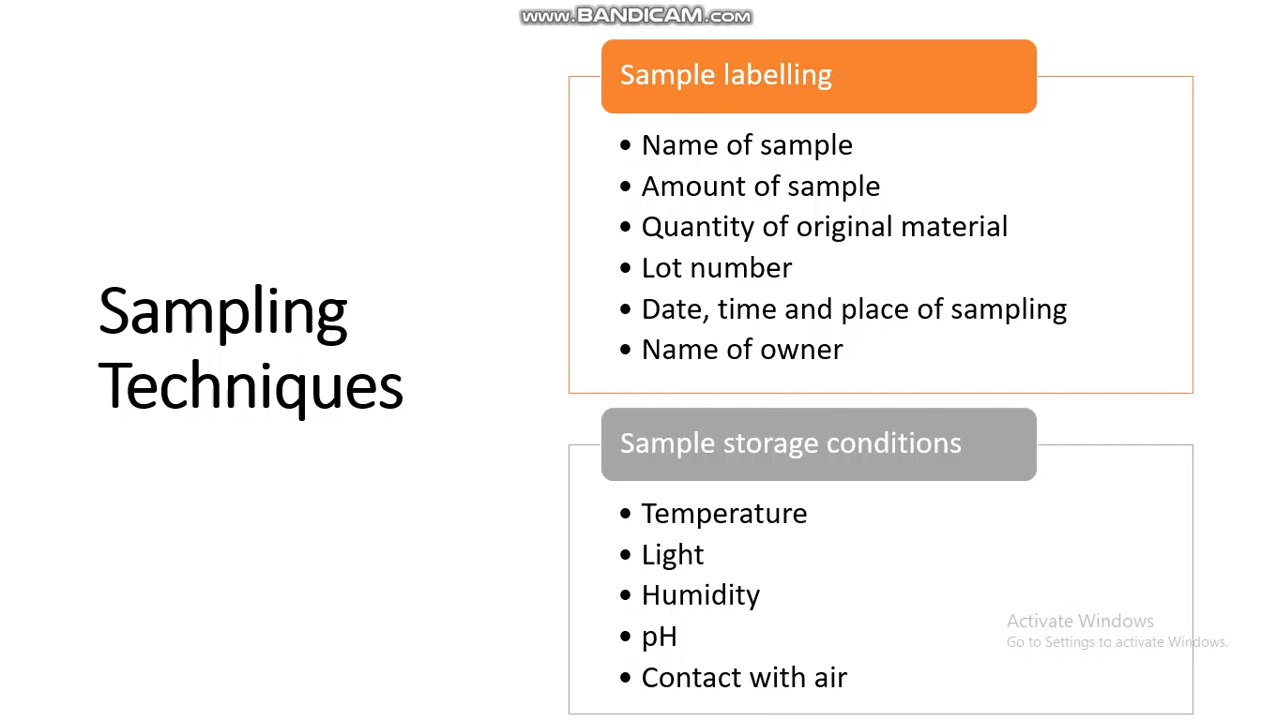 www.BANDICAM.com
Sampling
Techniques
Sample labelling
• Name of sample
• Amount of sample
• Quantity of original material
• Lot number
• Date, time and place of sampling
• Name of owner
Sample storage conditions
• Temperature
• Light
• Humidity
• pH
• Contact with air
Activate Windows
Go to Settings to activate Windows.